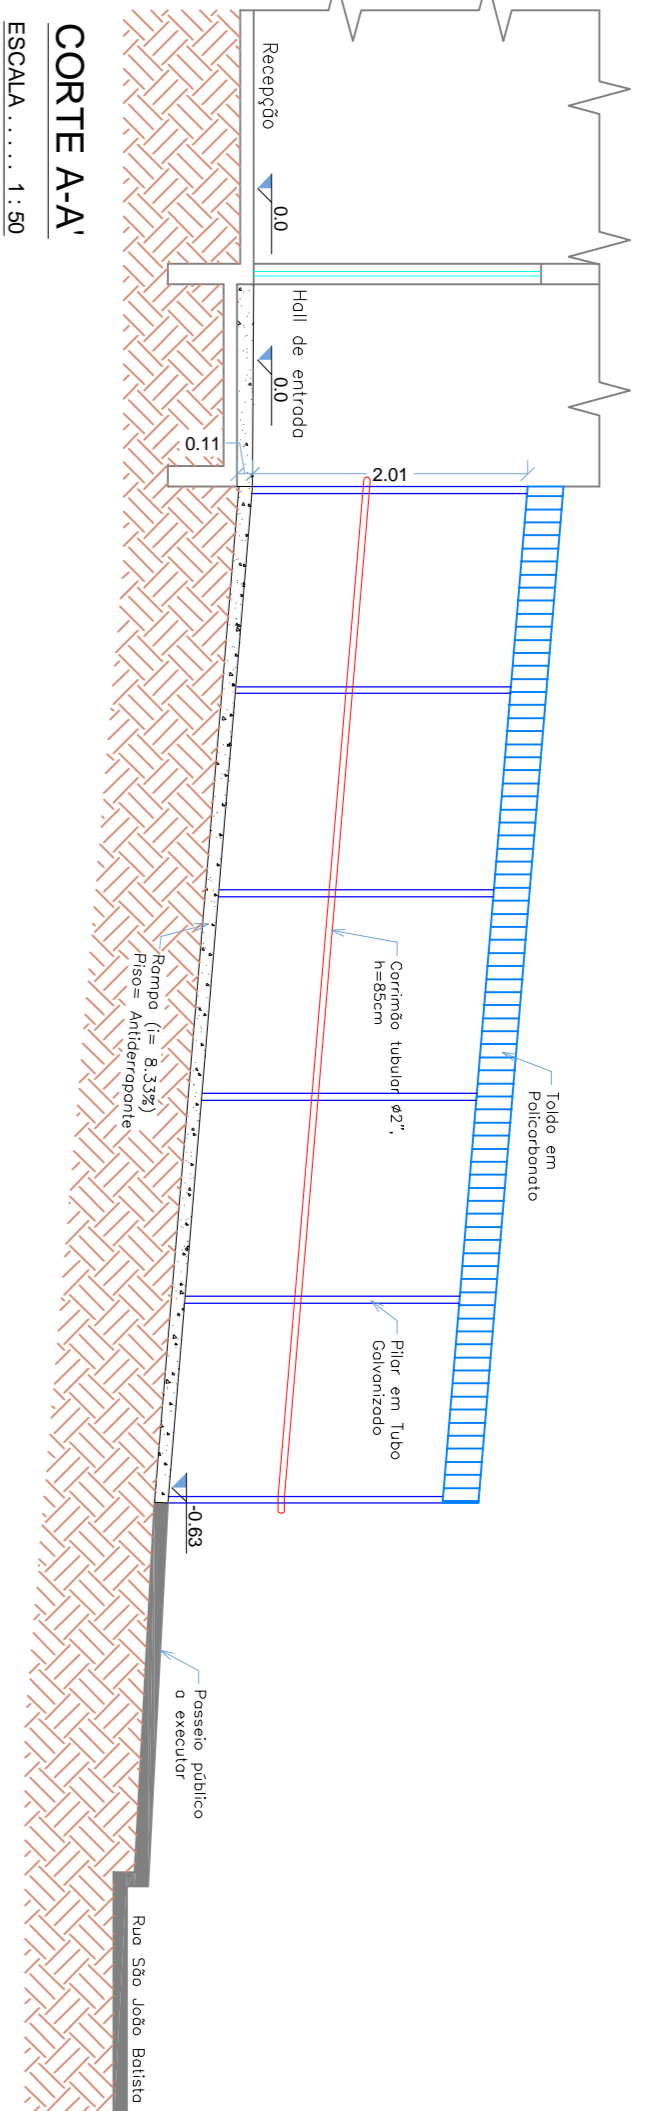 Recepção
0.0
Hall de entrada
0.0
0.11
2.01
Corrimão tubular ø2",
h=85cm
Toldo em
Policarbonato
Rampa (i= 8.33%)
Piso= Antiderrapante
Pilar em Tubo
Galvanizado
-0.63
Passeio público
a executar
Rua São João Batista
CORTE A-A'
ESCALA ..... 1 : 50